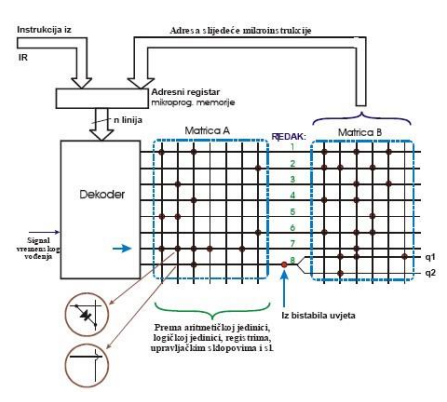 Instrukcija iz
IR
Adresa slijedeće mikroinstrukcije
Adresni registar
mikroprog. memorije
n linija
Matrica A
REDAK:
Matrica B
Dekoder
1
2
3
4
5
6
7
8
q1
q2
Signal
vremenskog
vođenja
Iz bistabila uvjeta
Prema aritmetičkoj jedinici,
logičkoj jedinici, registrima,
upravljačkim sklopovima i sl.